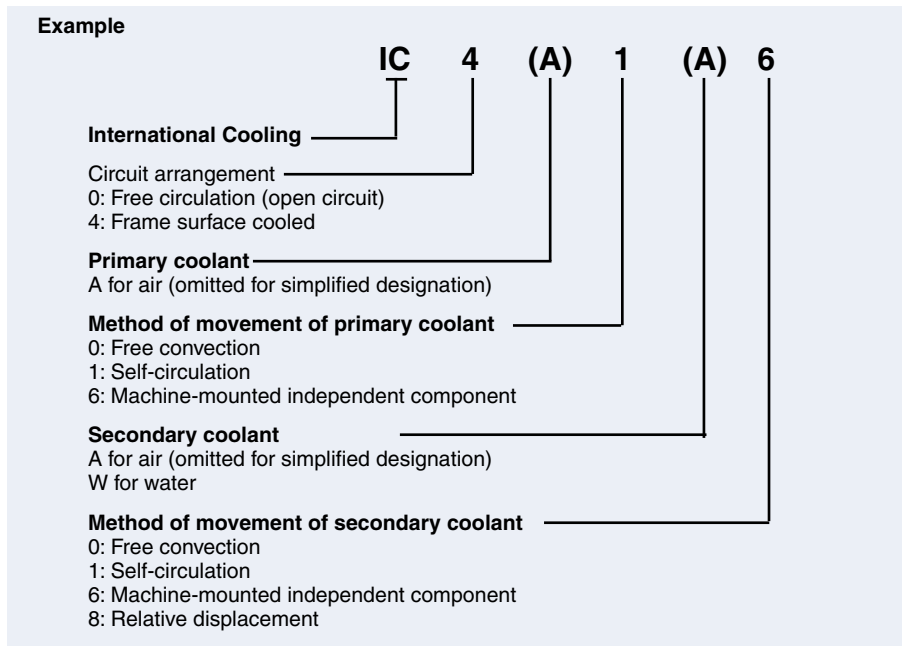 Example
IC 4 (A) 1 (A) 6
International Cooling
Circuit arrangement
0: Free circulation (open circuit)
4: Frame surface cooled
Primary coolant
A for air (omitted for simplified designation)
Method of movement of primary coolant
0: Free convection
1: Self-circulation
6: Machine-mounted independent component
Secondary coolant
A for air (omitted for simplified designation)
W for water
Method of movement of secondary coolant
0: Free convection
1: Self-circulation
6: Machine-mounted independent component
8: Relative displacement